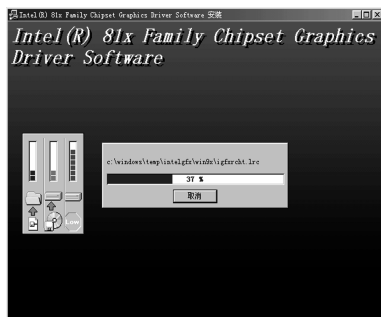 Intel(R) 81x Family Chipset Graphics Driver Software 安装
Intel(R) 81x Family Chipset Graphics
Driver Software
c:\windows\temp\intelgfx\win9x\igfxrcht.lrc
37 %
取消
Low